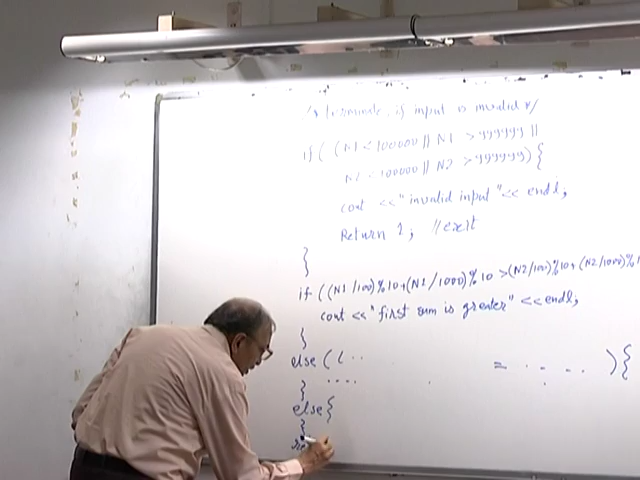 /* terminate, if input is invalid */
if( (N1 < 100000 || N1 > 999999 ||
N2 < 100000 || N2 > 999999) {
cout << "invalid input" << endl;
Return 1; //exit
}
if ((N1/100)%10+(N1/1000)%10 >(N2/100)%10+(N2/1000)%1
cout << "first sum is greater" << endl;
}
else ( (.. = . . . . ) {
} ....
else {
}